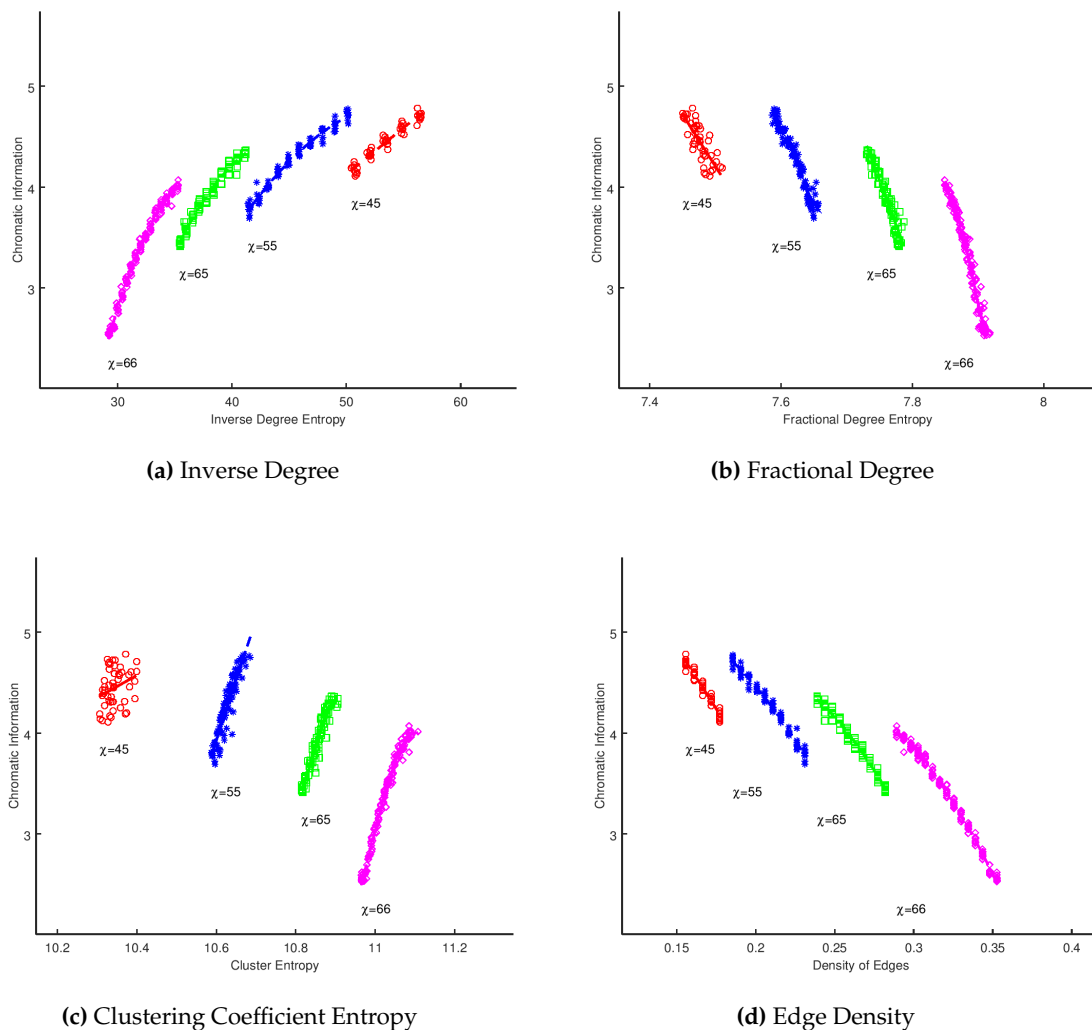 5
4
3
Chromatic Information
χ=45
χ=55
χ=65
χ=66
30 40 50 60
Inverse Degree Entropy
(a) Inverse Degree
5
4
3
Chromatic Information
χ=45
χ=55
χ=65
χ=66
7.4 7.6 7.8 8
Fractional Degree Entropy
(b) Fractional Degree
5
4
3
Chromatic Information
χ=45
χ=55
χ=65
χ=66
10.2 10.4 10.6 10.8 11 11.2
Cluster Entropy
(c) Clustering Coefficient Entropy
5
4
3
Chromatic Information
χ=45
χ=55
χ=65
χ=66
0.15 0.2 0.25 0.3 0.35 0.4
Density of Edges
(d) Edge Density